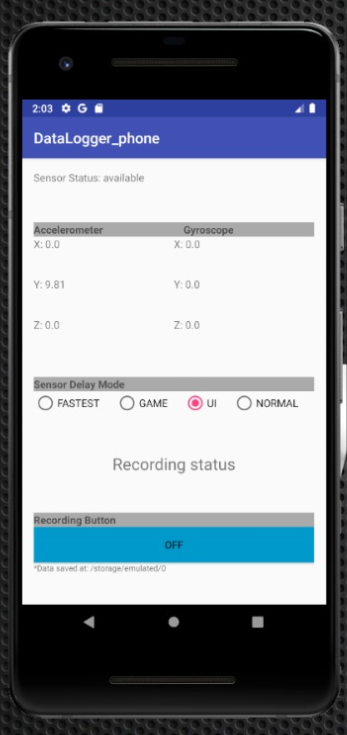 2:03 G
DataLogger_phone
Sensor Status: available
Accelerometer Gyroscope
X: 0.0 X: 0.0
Y: 9.81 Y: 0.0
Z: 0.0 Z: 0.0
Sensor Delay Mode
FASTEST GAME UI NORMAL
Recording status
Recording Button
OFF
*Data saved at: /storage/emulated/0